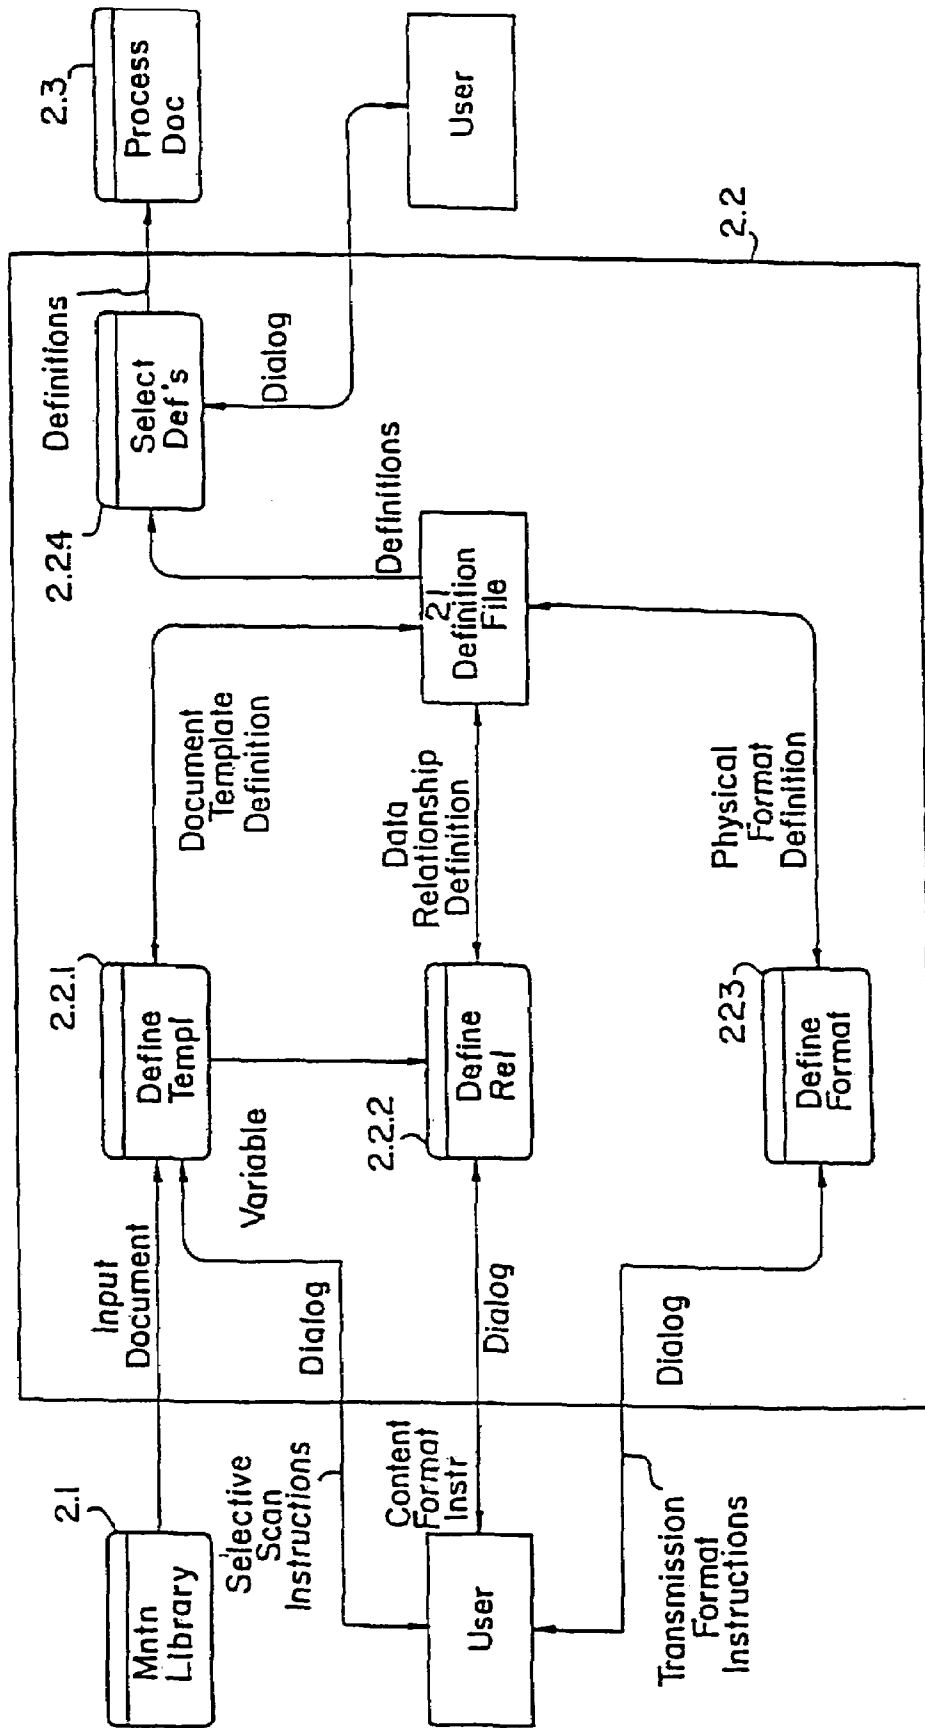 2.1
Mntn
Library
Input
Document
2.2.1
Define
Templ
Document
Template
Definition
2.2.4
Select
Def's
Definitions
2.3
Process
Doc
Selective
Scan
Instructions
Dialog
Variable
Definitions
Dialog
User
Content
Format
Instr
Dialog
2.2.2
Define
Rel
Data
Relationship
Definition
21
Definition
File
User
Transmission
Format
Instructions
Dialog
223
Define
Format
Physical
Format
Definition
2.2